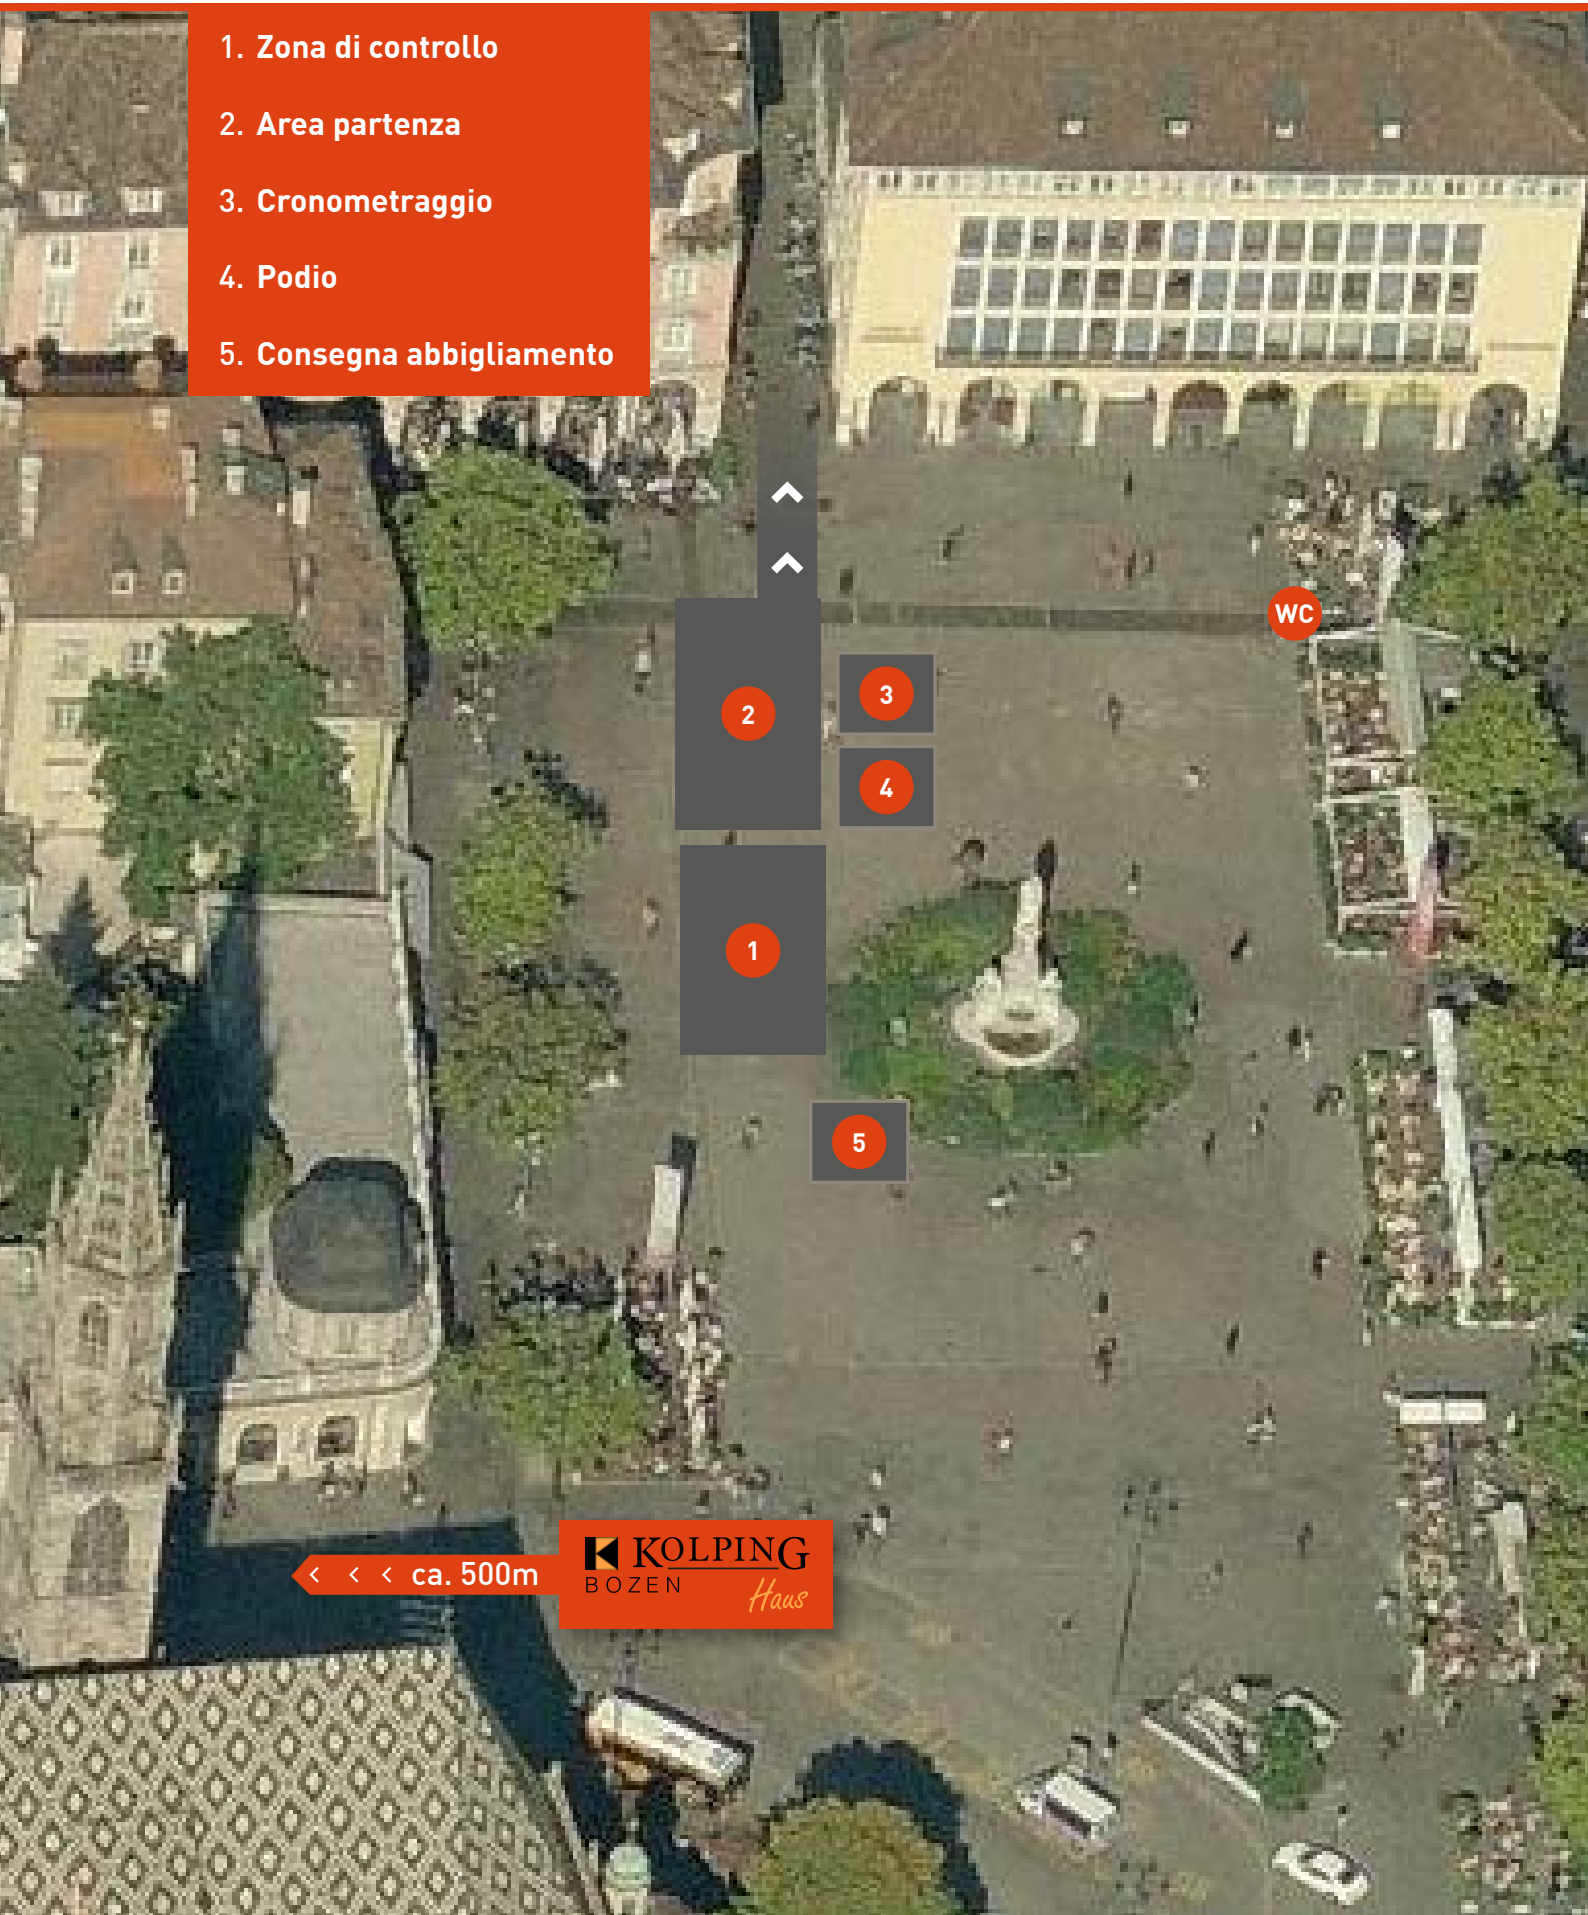 1. Zona di controllo
2. Area partenza
3. Cronometraggio
4. Podio
5. Consegna abbigliamento
WC
2
3
4
1
5
< < < ca. 500m
KOLPING
BOZEN
Haus